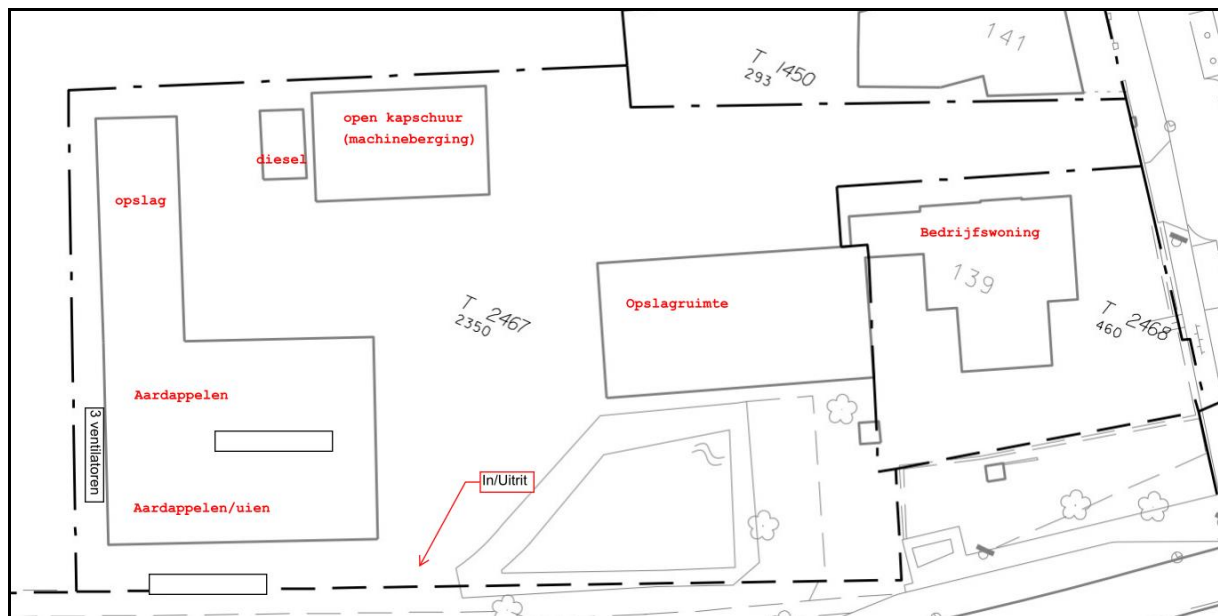 141
T 1450
293
open kapschuur
(machineberging)
diesel
opslag
Bedrijfswoning
139
T 2467
2350
Opslagruimte
T 2468
460
Aardappelen
3 ventilatoren
In/Uitrit
Aardappelen/uien